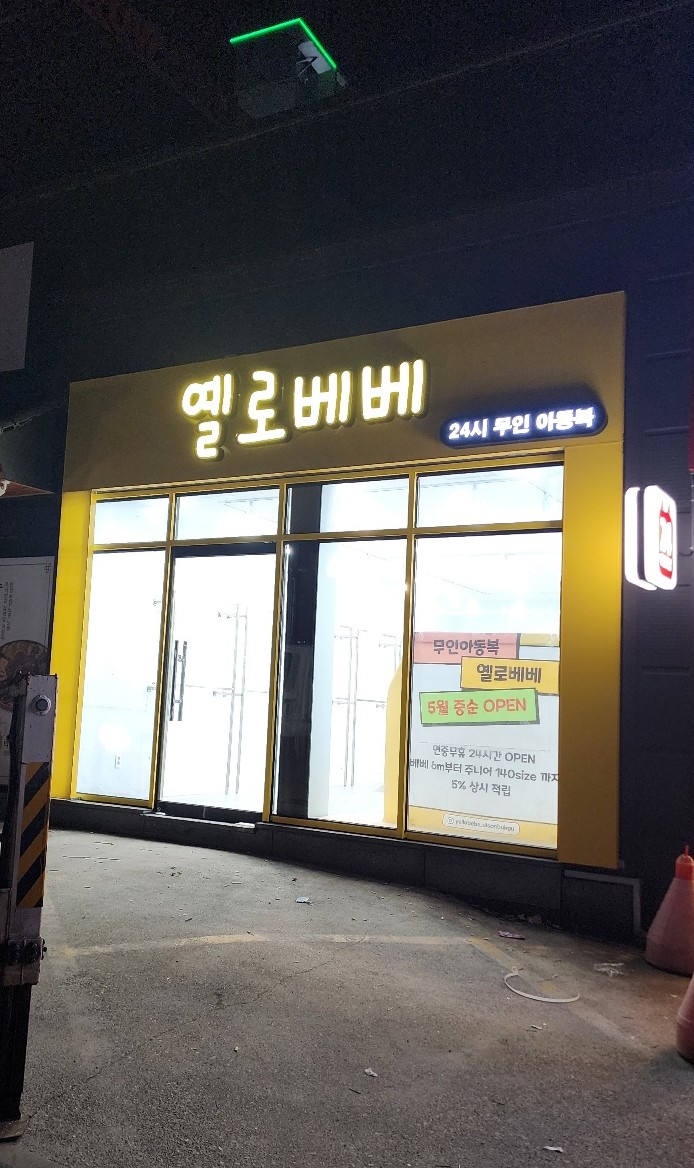 옐로베베
24시 무인 아동복
무인아동복
옐로베베
5월 중순 OPEN
연중무휴 24시간 OPEN
베베 6m부터 주니어 140size 까지
5% 상시 적립